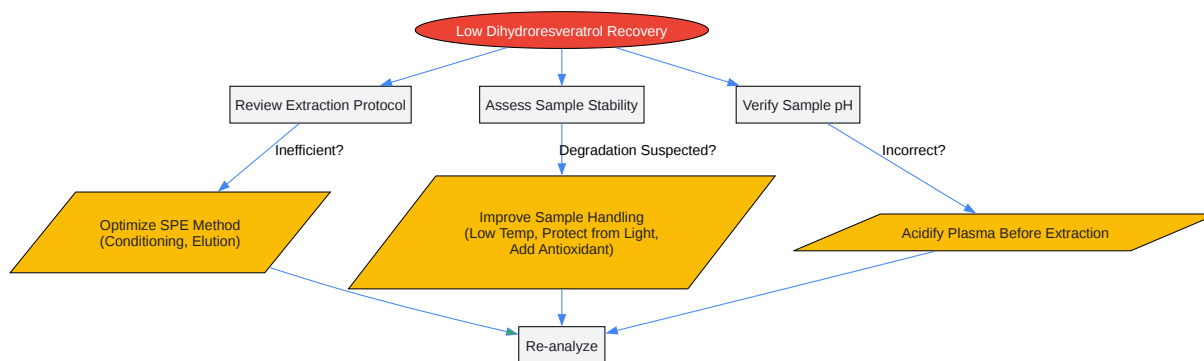 Low Dihydroresveratrol Recovery
Review Extraction Protocol
Assess Sample Stability
Verify Sample pH
Inefficient?
Degradation Suspected?
Incorrect?
Optimize SPE Method
(Conditioning, Elution)
Improve Sample Handling
(Low Temp, Protect from Light,
Add Antioxidant)
Acidify Plasma Before Extraction
Re-analyze